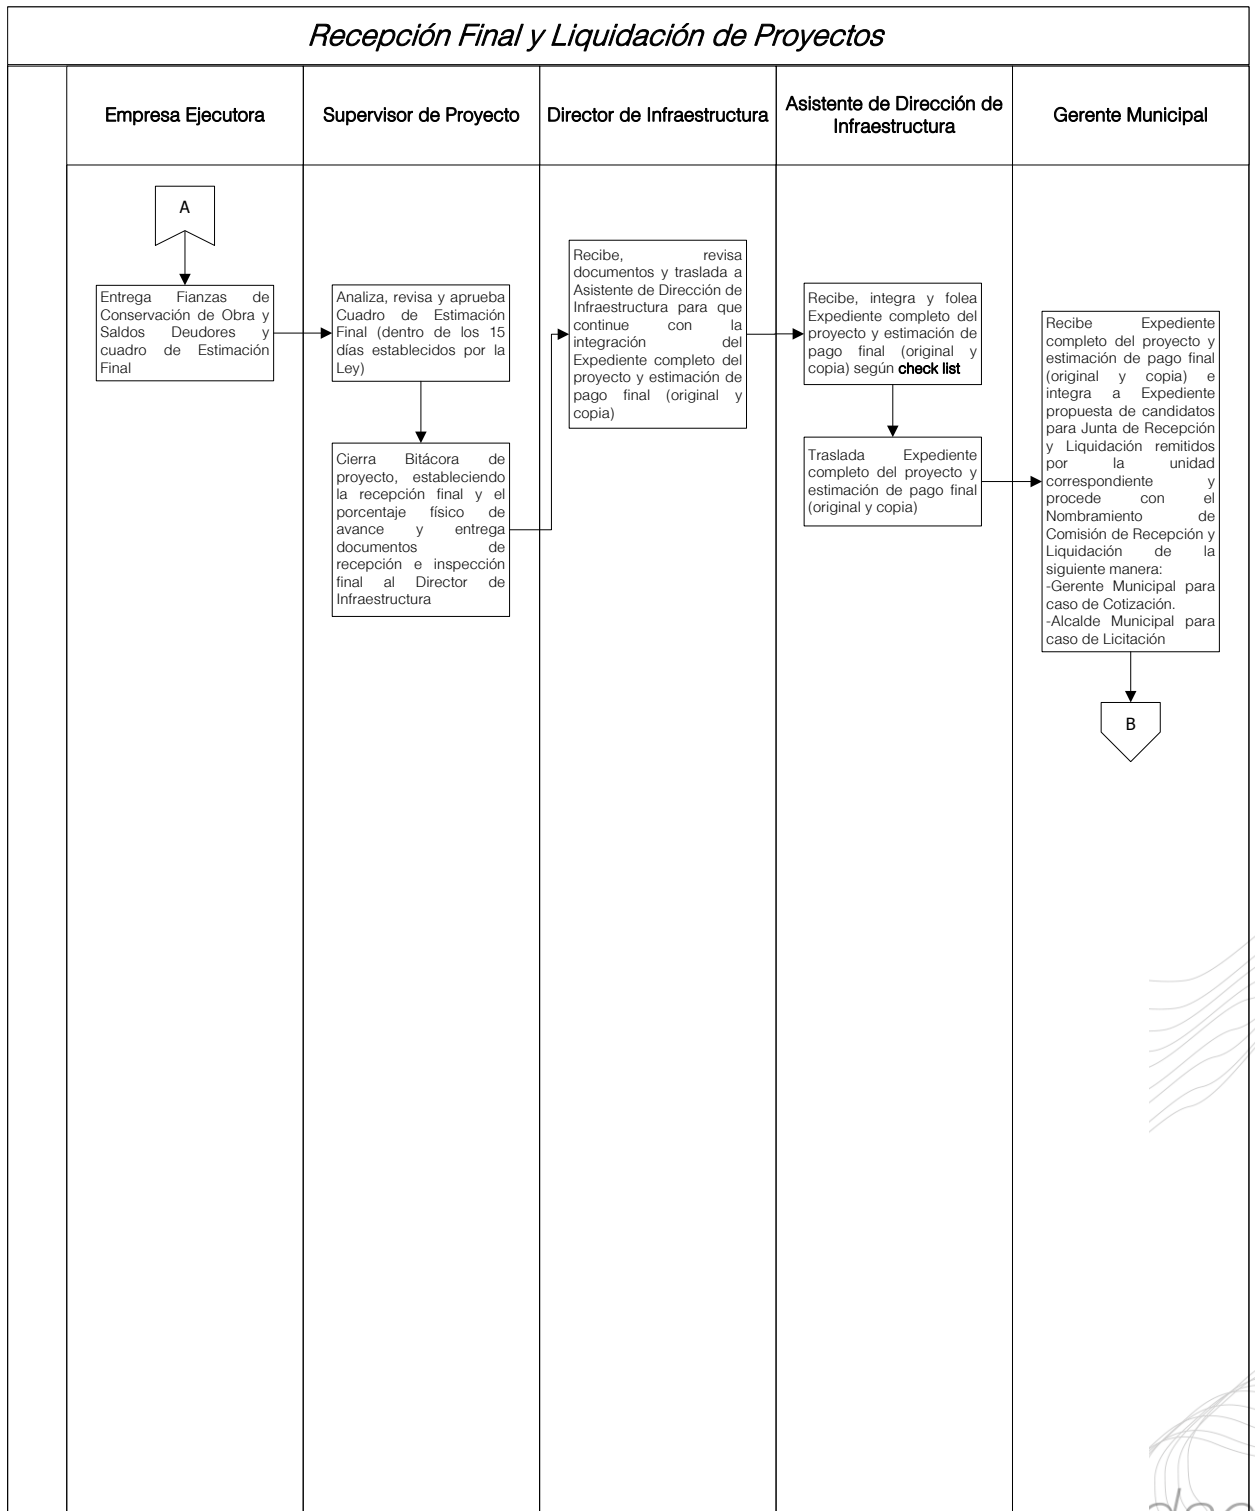 Recepción Final y Liquidación de Proyectos
Empresa Ejecutora
Supervisor de Proyecto
Director de Infraestructura
Asistente de Dirección de
Infraestructura
Gerente Municipal
A
Entrega Fianzas de
Conservación de Obra y
Saldos Deudores y
cuadro de Estimación
Final
Analiza, revisa y aprueba
Cuadro de Estimación
Final (dentro de los 15
días establecidos por la
Ley)
Cierra Bitácora de
proyecto, estableciendo
la recepción final y el
porcentaje físico de
avance y entrega
documentos de
recepción e inspección
final al Director de
Infraestructura
Recibe, revisa
documentos y traslada a
Asistente de Dirección de
Infraestructura para que
continue con la
integración del
Expediente completo del
proyecto y estimación de
pago final (original y
copia)
Recibe, integra y folea
Expediente completo del
proyecto y estimación de
pago final (original y
copia) según check list
Traslada Expediente
completo del proyecto y
estimación de pago final
(original y copia)
Recibe Expediente
completo del proyecto y
estimación de pago final
(original y copia) e
integra a Expediente
propuesta de candidatos
para Junta de Recepción
y Liquidación remitidos
por la unidad
correspondiente y
procede con el
Nombramiento de
Comisión de Recepción y
Liquidación de la
siguiente manera:
-Gerente Municipal para
caso de Cotización.
-Alcalde Municipal para
caso de Licitación
B